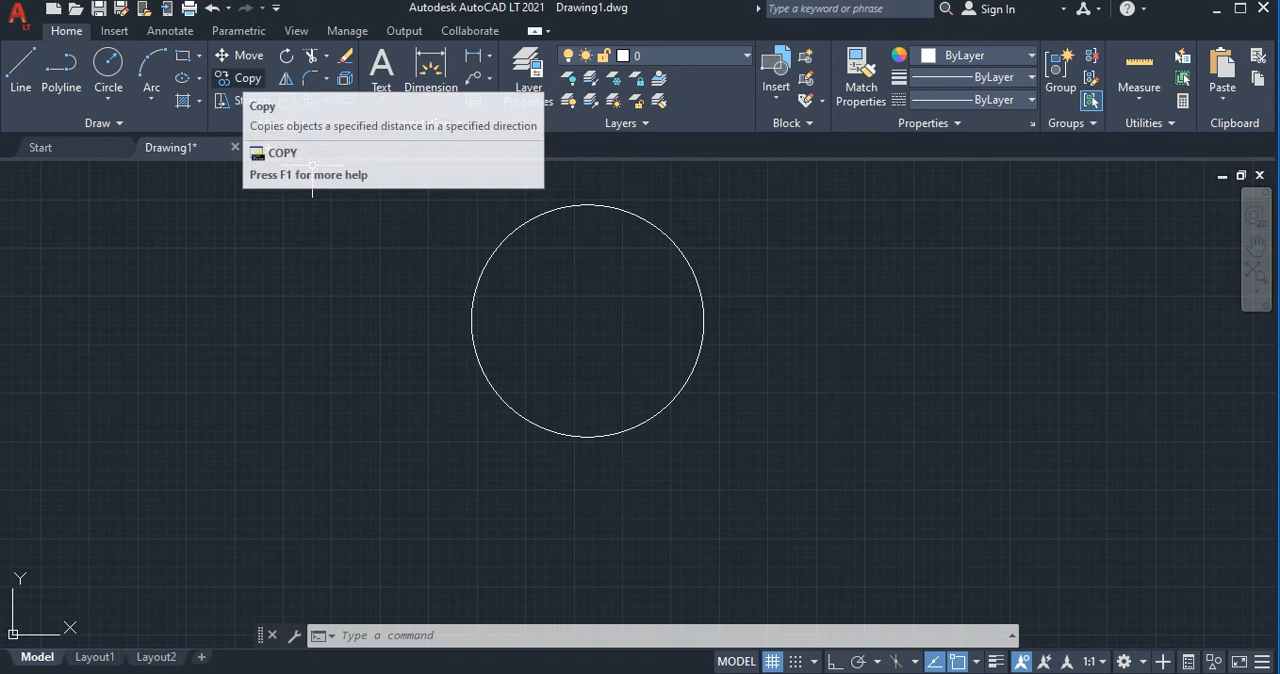 LT
Autodesk AutoCAD LT 2021 Drawing1.dwg
Type a keyword or phrase
Sign In
Home Insert Annotate Parametric View Manage Output Collaborate
Line
Polyline
Circle
Arc
Move
Copy
Text
Dimension
Layer
Properties
0
Insert
Match
Properties
ByLayer
ByLayer
ByLayer
Group
Measure
Paste
Draw
Layers
Block
Properties
Groups
Utilities
Clipboard
Copy
Copies objects a specified distance in a specified direction
COPY
Press F1 for more help
Start
Drawing1*
Y
X
Type a command
Model Layout1 Layout2
MODEL
1:1